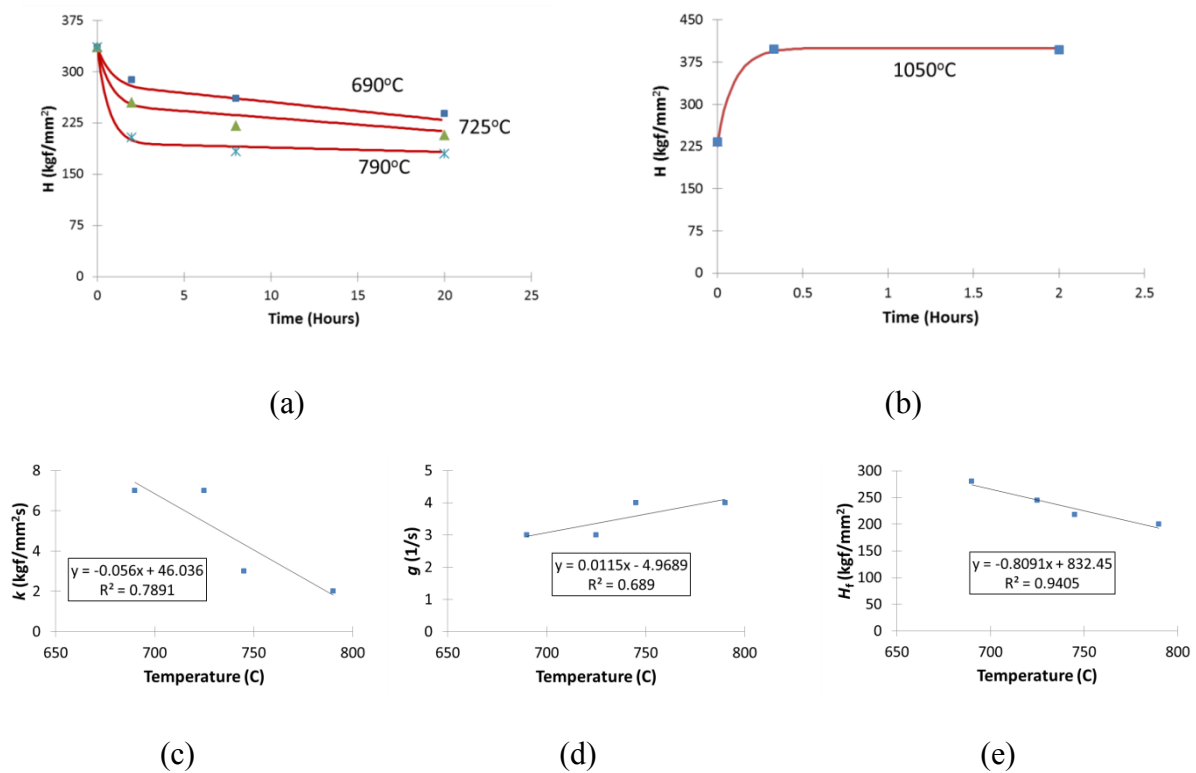 375
300
225
150
75
0
H (kgf/mm²)
690°C
725°C
790°C
0 5 10 15 20 25
Time (Hours)
(a)
450
375
300
225
150
75
0
H (kgf/mm²)
1050°C
0 0.5 1 1.5 2 2.5
Time (Hours)
(b)
8
6
4
2
0
k (kgf/mm²s)
y = -0.056x + 46.036
R² = 0.7891
650 700 750 800
Temperature (C)
(c)
5
4
3
2
1
0
g (1/s)
y = 0.0115x - 4.9689
R² = 0.689
650 700 750 800
Temperature (C)
(d)
300
250
200
150
100
50
0
Hf (kgf/mm²)
y = -0.8091x + 832.45
R² = 0.9405
650 700 750 800
Temperature (C)
(e)